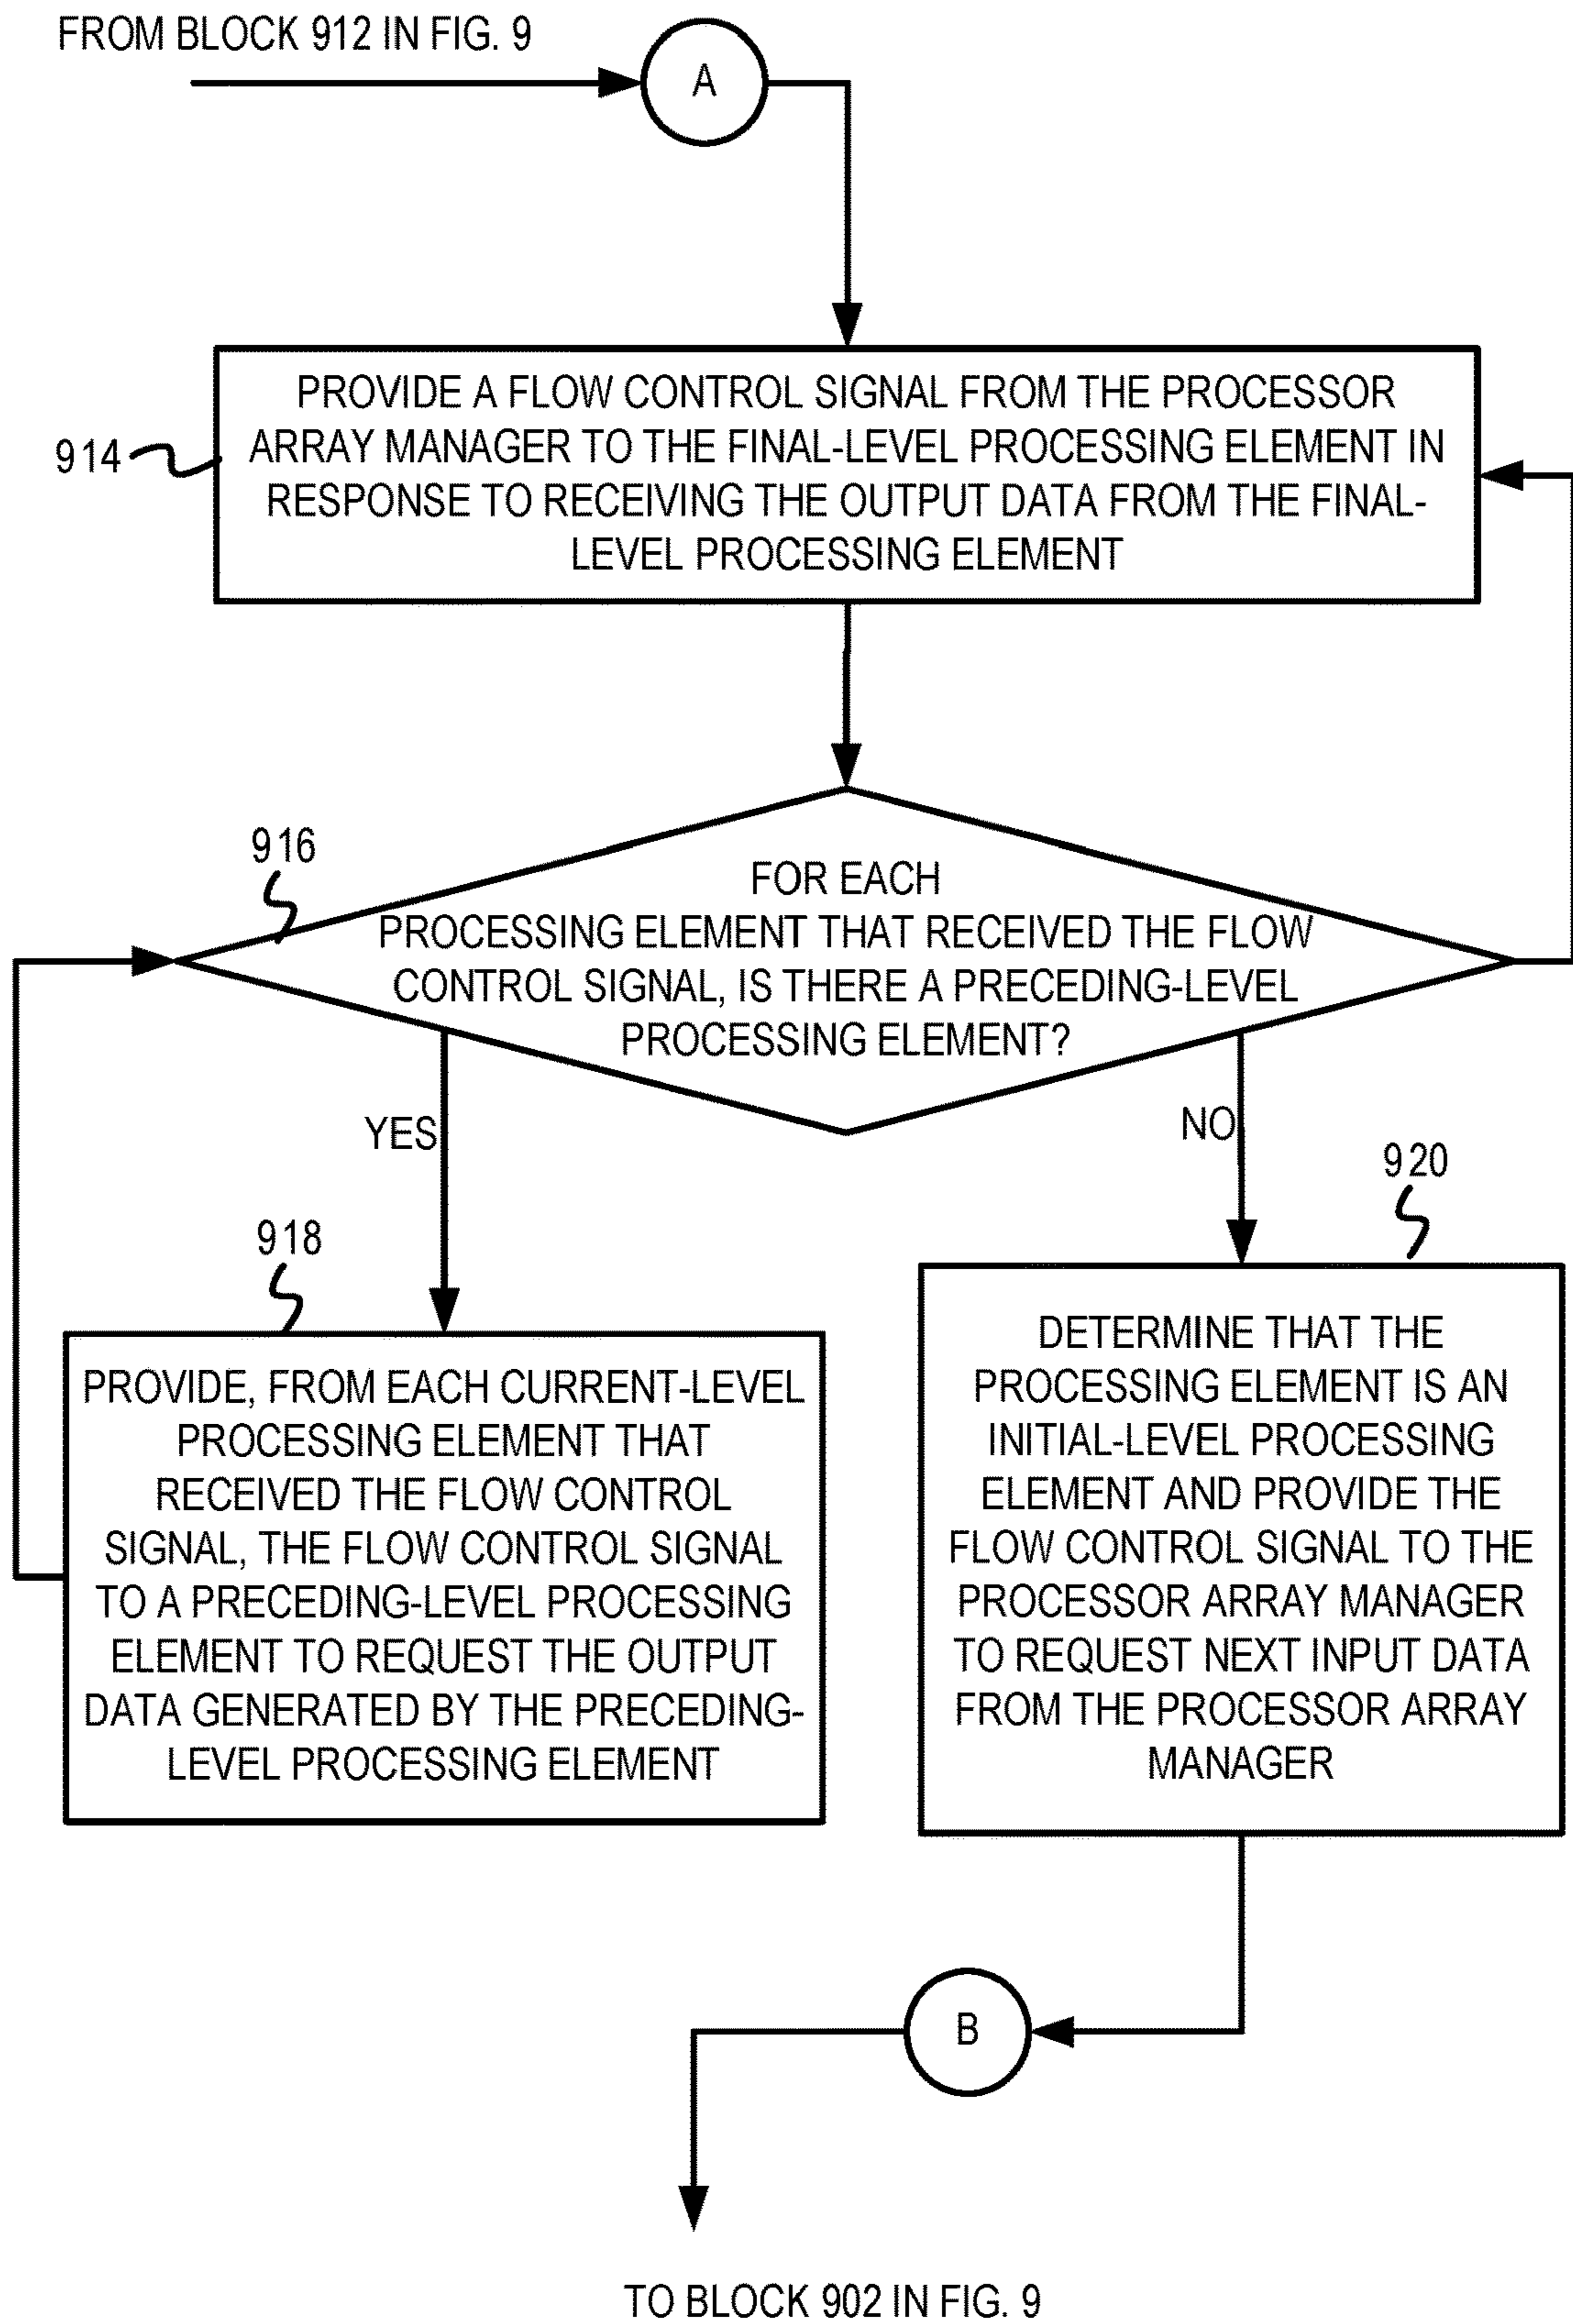 FROM BLOCK 912 IN FIG. 9
A
914
PROVIDE A FLOW CONTROL SIGNAL FROM THE PROCESSOR
ARRAY MANAGER TO THE FINAL-LEVEL PROCESSING ELEMENT IN
RESPONSE TO RECEIVING THE OUTPUT DATA FROM THE FINAL-
LEVEL PROCESSING ELEMENT
916
FOR EACH
PROCESSING ELEMENT THAT RECEIVED THE FLOW
CONTROL SIGNAL, IS THERE A PRECEDING-LEVEL
PROCESSING ELEMENT?
YES
NO
918
PROVIDE, FROM EACH CURRENT-LEVEL
PROCESSING ELEMENT THAT
RECEIVED THE FLOW CONTROL
SIGNAL, THE FLOW CONTROL SIGNAL
TO A PRECEDING-LEVEL PROCESSING
ELEMENT TO REQUEST THE OUTPUT
DATA GENERATED BY THE PRECEDING-
LEVEL PROCESSING ELEMENT
920
DETERMINE THAT THE
PROCESSING ELEMENT IS AN
INITIAL-LEVEL PROCESSING
ELEMENT AND PROVIDE THE
FLOW CONTROL SIGNAL TO THE
PROCESSOR ARRAY MANAGER
TO REQUEST NEXT INPUT DATA
FROM THE PROCESSOR ARRAY
MANAGER
B
TO BLOCK 902 IN FIG. 9